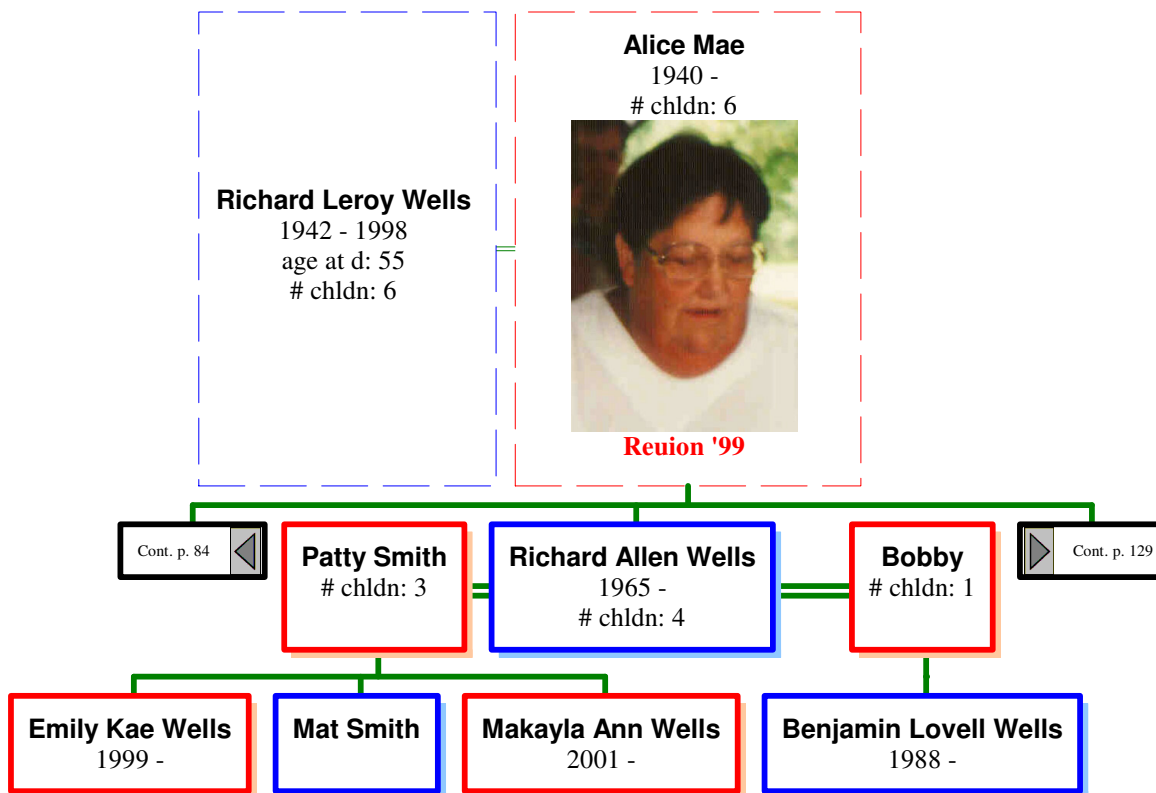 Alice Mae
1940 -
# chldn: 6
Richard Leroy Wells
1942 - 1998
age at d: 55
# chldn: 6
Reuion '99
Cont. p. 84
Patty Smith
# chldn: 3
Richard Allen Wells
1965 -
# chldn: 4
Bobby
# chldn: 1
Cont. p. 129
Emily Kae Wells
1999 -
Mat Smith
Makayla Ann Wells
2001 -
Benjamin Lovell Wells
1988 -